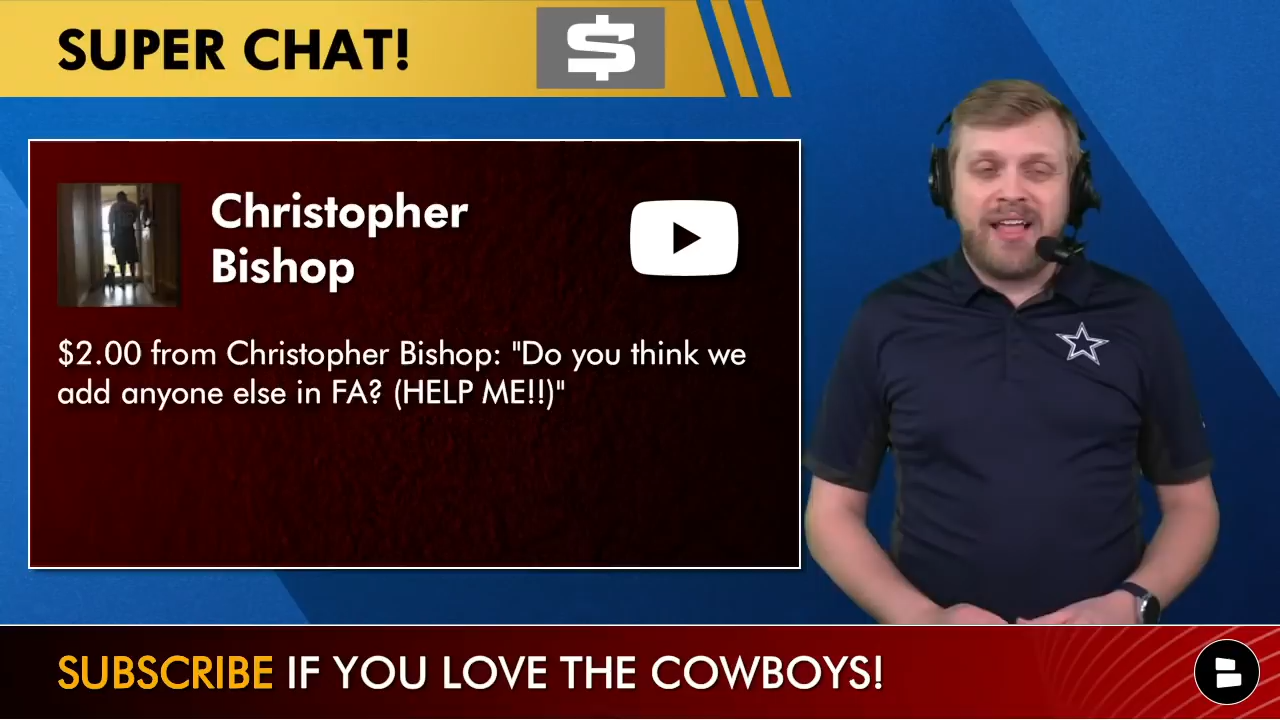 SUPER CHAT!
Christopher
Bishop
$2.00 from Christopher Bishop: "Do you think we
add anyone else in FA? (HELP ME!!)"
SUBSCRIBE IF YOU LOVE THE COWBOYS!